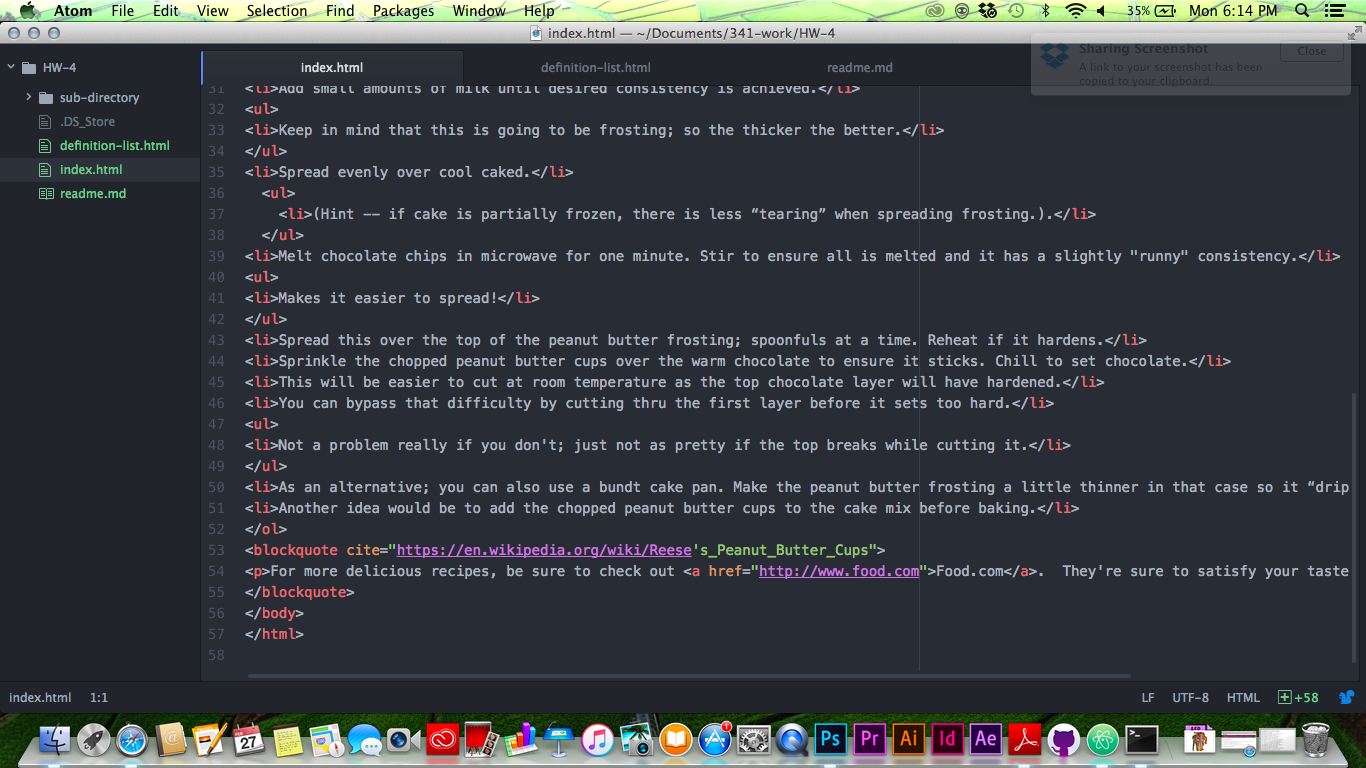 Atom File Edit View Selection Find Packages Window Help 35% Mon 6:14 PM
index.html — ~/Documents/341-work/HW-4
Sharing Screenshot
A link to your screenshot has been
copied to your clipboard.
Close
HW-4
sub-directory
.DS_Store
definition-list.html
index.html
readme.md
index.html definition-list.html readme.md
31 <li>Add small amounts of milk until desired consistency is achieved.</li>
32 <ul>
33 <li>Keep in mind that this is going to be frosting; so the thicker the better.</li>
34 </ul>
35 <li>Spread evenly over cool caked.</li>
36 <ul>
37 <li>(Hint -- if cake is partially frozen, there is less “tearing” when spreading frosting.).</li>
38 </ul>
39 <li>Melt chocolate chips in microwave for one minute. Stir to ensure all is melted and it has a slightly "runny" consistency.</li>
40 <ul>
41 <li>Makes it easier to spread!</li>
42 </ul>
43 <li>Spread this over the top of the peanut butter frosting; spoonfuls at a time. Reheat if it hardens.</li>
44 <li>Sprinkle the chopped peanut butter cups over the warm chocolate to ensure it sticks. Chill to set chocolate.</li>
45 <li>This will be easier to cut at room temperature as the top chocolate layer will have hardened.</li>
46 <li>You can bypass that difficulty by cutting thru the first layer before it sets too hard.</li>
47 <ul>
48 <li>Not a problem really if you don't; just not as pretty if the top breaks while cutting it.</li>
49 </ul>
50 <li>As an alternative; you can also use a bundt cake pan. Make the peanut butter frosting a little thinner in that case so it “drip
51 <li>Another idea would be to add the chopped peanut butter cups to the cake mix before baking.</li>
52 </ol>
53 <blockquote cite="https://en.wikipedia.org/wiki/Reese's_Peanut_Butter_Cups">
54 <p>For more delicious recipes, be sure to check out <a href="http://www.food.com">Food.com</a>.  They're sure to satisfy your taste
55 </blockquote>
56 </body>
57 </html>
58
index.html 1:1 LF UTF-8 HTML +58
FEB 27 1 Ps Pr Ai Id Ae >_